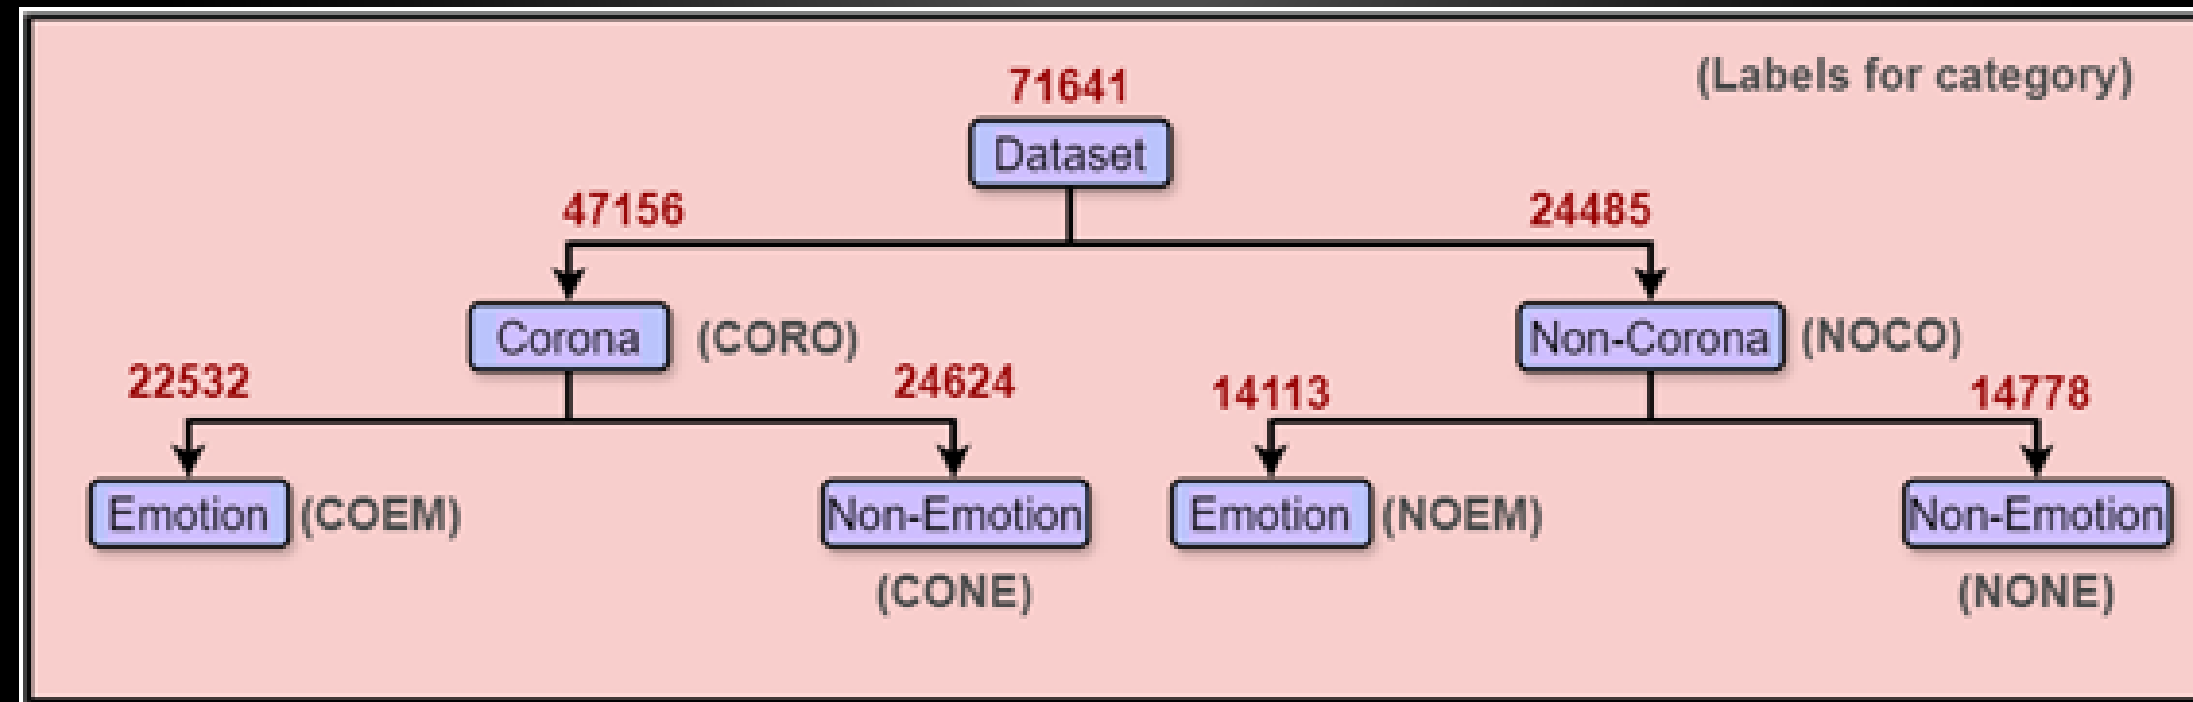 (Labels for category)
71641
Dataset
47156
24485
Corona (CORO)
Non-Corona (NOCO)
22532
24624
14113
14778
Emotion (COEM)
Non-Emotion
(CONE)
Emotion (NOEM)
Non-Emotion
(NONE)